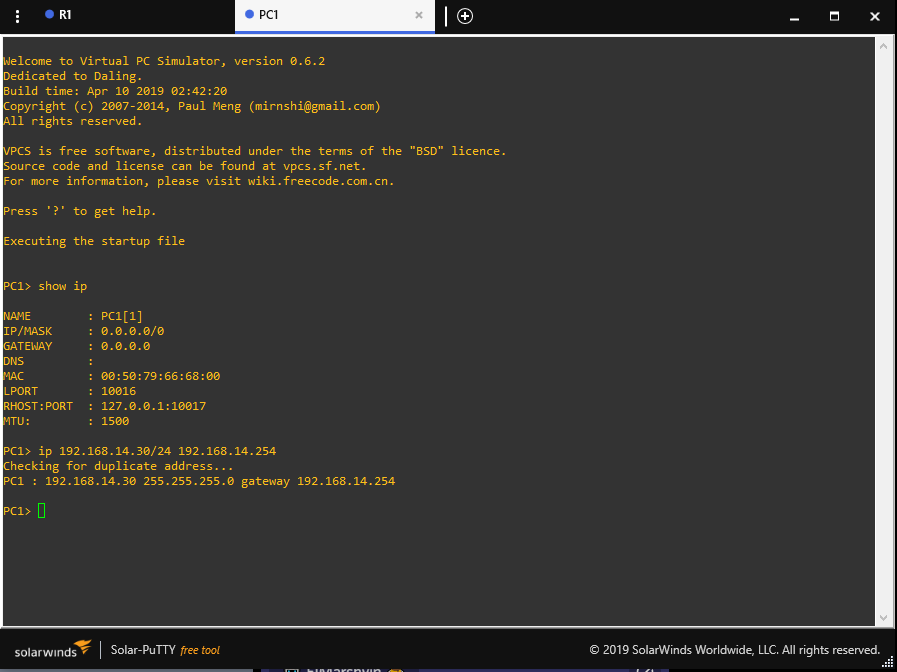 R1
PC1
Welcome to Virtual PC Simulator, version 0.6.2
Dedicated to Daling.
Build time: Apr 10 2019 02:42:20
Copyright (c) 2007-2014, Paul Meng (mirnshi@gmail.com)
All rights reserved.
VPCS is free software, distributed under the terms of the "BSD" licence.
Source code and license can be found at vpcs.sf.net.
For more information, please visit wiki.freecode.com.cn.
Press '?' to get help.
Executing the startup file
PC1> show ip
NAME        : PC1[1]
IP/MASK     : 0.0.0.0/0
GATEWAY     : 0.0.0.0
DNS         :
MAC         : 00:50:79:66:68:00
LPORT       : 10016
RHOST:PORT  : 127.0.0.1:10017
MTU:        : 1500
PC1> ip 192.168.14.30/24 192.168.14.254
Checking for duplicate address...
PC1 : 192.168.14.30 255.255.255.0 gateway 192.168.14.254
PC1>
solarwinds Solar-PuTTY free tool © 2019 SolarWinds Worldwide, LLC. All rights reserved.